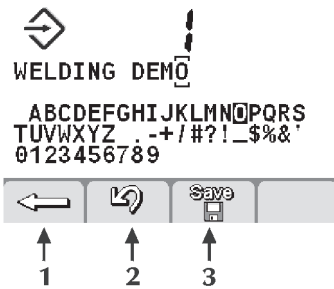 1
WELDING DEMO
ABCDEFGHIJKLMNOPQRS
TUVWXYZ .-+/#?!_$%&'
0123456789
Save
1 2 3